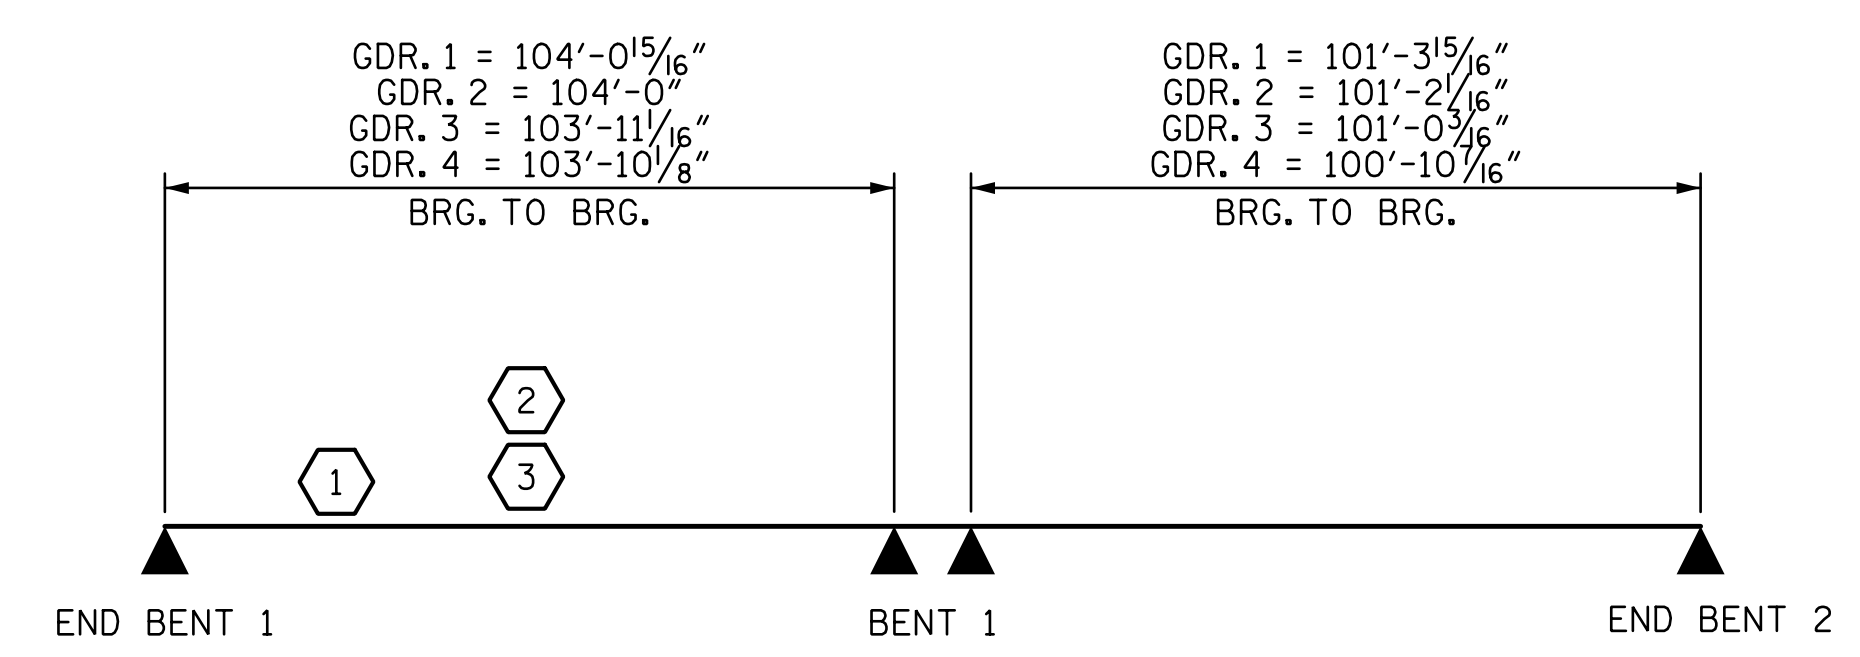 GDR. 1 = 104'-0 15/16"
GDR. 2 = 104'-0"
GDR. 3 = 103'-11 1/16"
GDR. 4 = 103'-10 1/8"
BRG. TO BRG.
GDR. 1 = 101'-3 15/16"
GDR. 2 = 101'-2 1/16"
GDR. 3 = 101'-0 3/16"
GDR. 4 = 100'-10 7/16"
BRG. TO BRG.
2
1
3
END BENT 1
BENT 1
END BENT 2